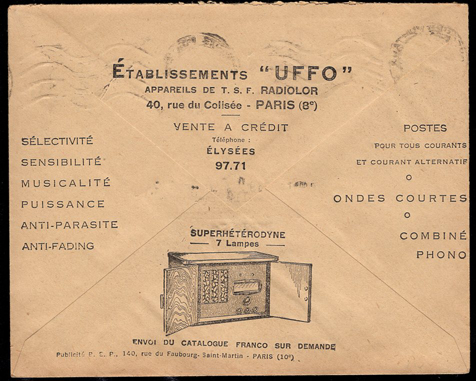 ÉTABLISSEMENTS "UFFO"
APPAREILS DE T. S. F. RADIOLOR
40, rue du Colisée - PARIS (8e)
VENTE A CRÉDIT
Téléphone :
ÉLYSÉES
97.71
SÉLECTIVITÉ
SENSIBILITÉ
MUSICALITÉ
PUISSANCE
ANTI-PARASITE
ANTI-FADING
POSTES
POUR TOUS COURANTS
ET COURANT ALTERNATIF
O
ONDES COURTES
O
COMBINÉ
PHONO
SUPERHÉTÉRODYNE
7 Lampes
ENVOI DU CATALOGUE FRANCO SUR DEMANDE
Publicité P. E. P., 140, rue du Faubourg-Saint-Martin - PARIS (10e)